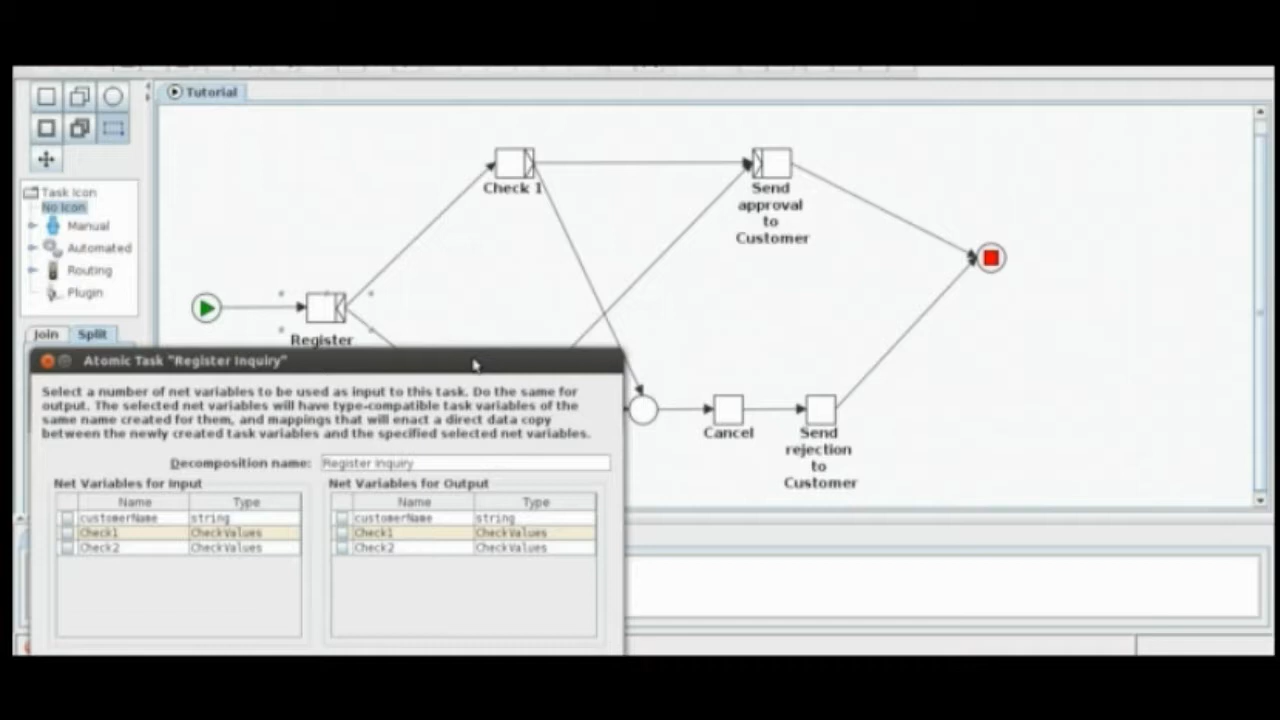 Tutorial
Task Icon
No Icon
Manual
Automated
Routing
Plugin
Join
Split
Check 1
Send
approval
to
Customer
Register
Cancel
Send
rejection
to
Customer
Atomic Task "Register Inquiry"
Select a number of net variables to be used as input to this task. Do the same for
output. The selected net variables will have type-compatible task variables of the
same name created for them, and mappings that will enact a direct data copy
between the newly created task variables and the specified selected net variables.
Decomposition name: Register Inquiry
Net Variables for Input
Name Type
customerName string
Check1 CheckValues
Check2 CheckValues
Net Variables for Output
Name Type
customerName string
Check1 CheckValues
Check2 CheckValues